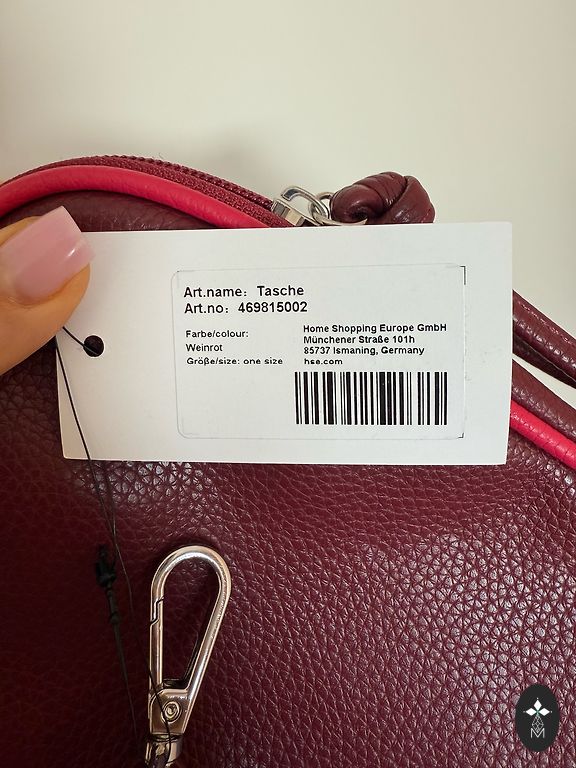 Art.name: Tasche
Art.no: 469815002
Farbe/colour:
Weinrot
Größe/size: one size
Home Shopping Europe GmbH
Münchener Straße 101h
85737 Ismaning, Germany
hse.com
M